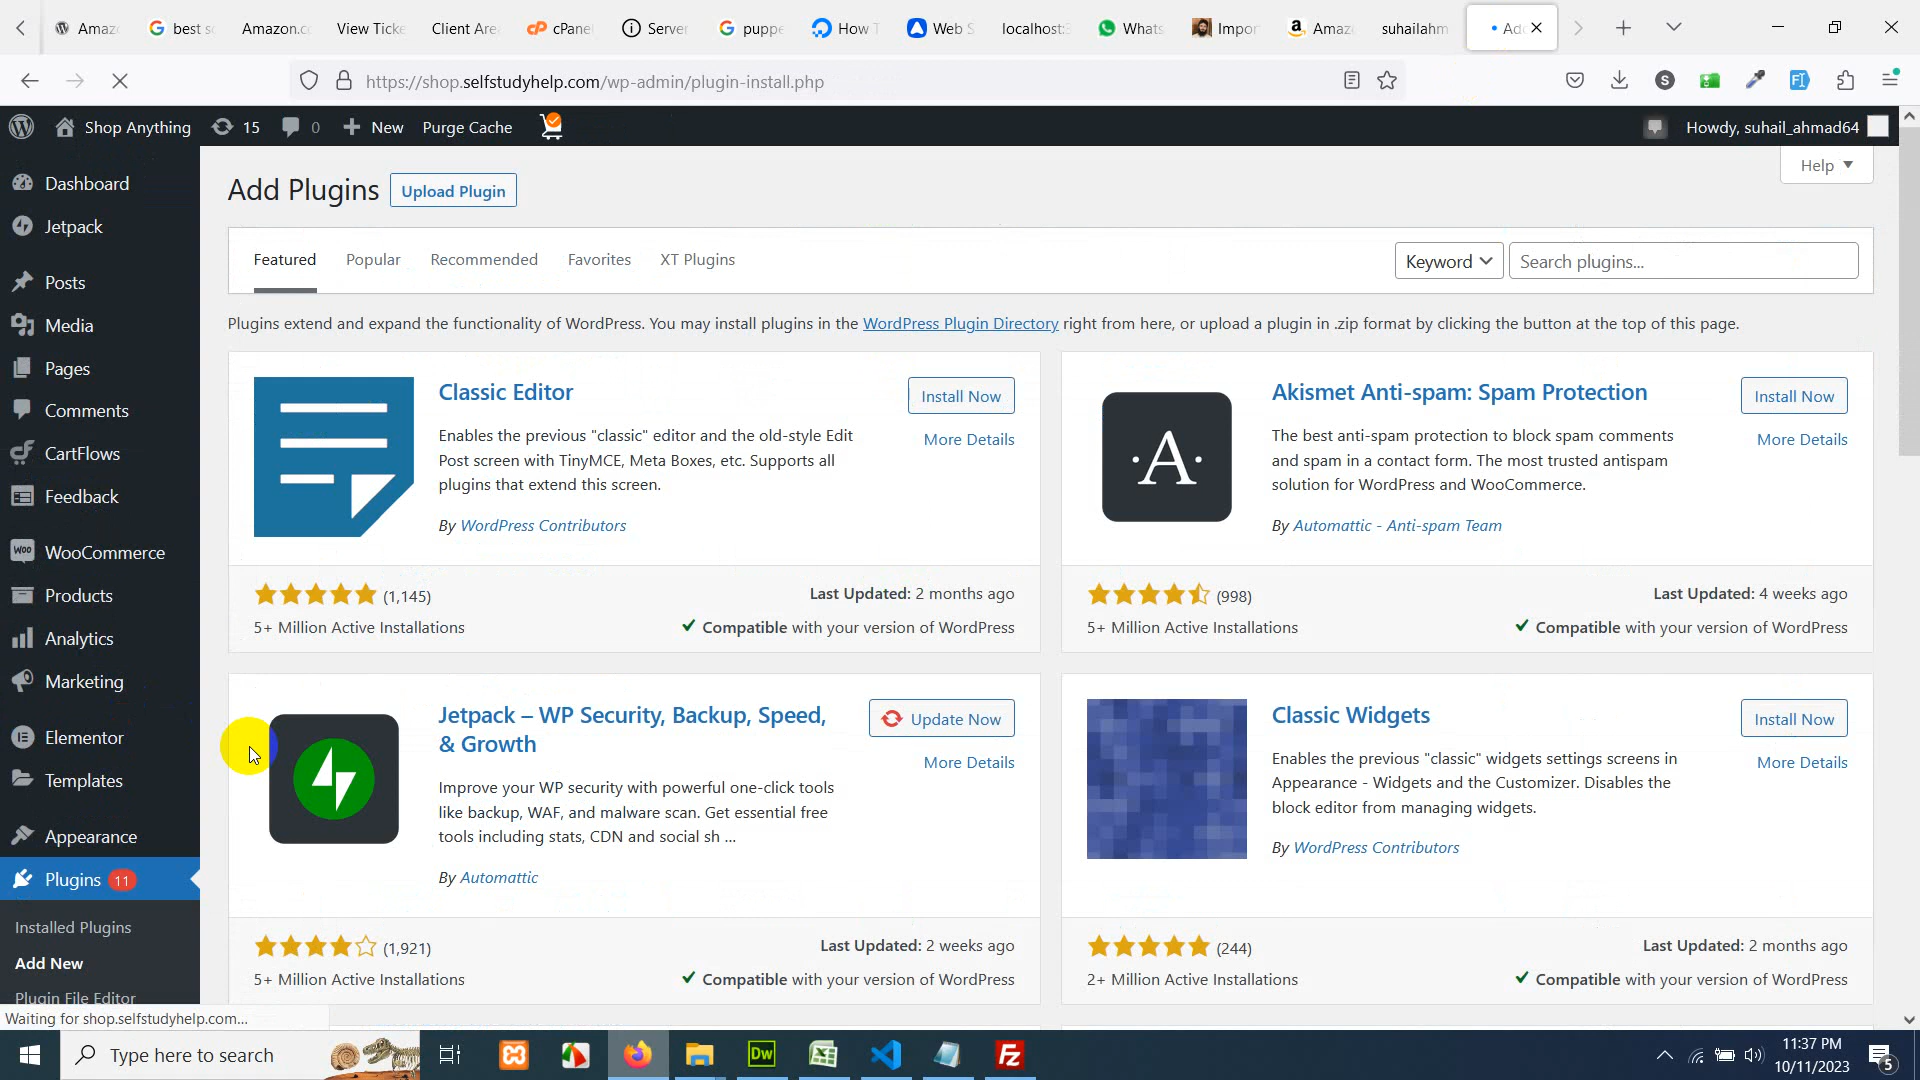 Amaz
best s
Amazon.c
View Ticke
Client Area
cPane
Server
puppe
How T
Web S
localhost:
Whats
Impor
Amaz
suhailahm
Ad
https://shop.selfstudyhelp.com/wp-admin/plugin-install.php
Shop Anything
15
0
New
Purge Cache
Howdy, suhail_ahmad64
Help
Dashboard
Jetpack
Posts
Media
Pages
Comments
CartFlows
Feedback
WooCommerce
Products
Analytics
Marketing
Elementor
Templates
Appearance
Plugins 11
Installed Plugins
Add New
Plugin File Editor
Add Plugins
Upload Plugin
Featured
Popular
Recommended
Favorites
XT Plugins
Keyword
Search plugins...
Plugins extend and expand the functionality of WordPress. You may install plugins in the WordPress Plugin Directory right from here, or upload a plugin in .zip format by clicking the button at the top of this page.
Classic Editor
Install Now
More Details
Enables the previous "classic" editor and the old-style Edit
Post screen with TinyMCE, Meta Boxes, etc. Supports all
plugins that extend this screen.
By WordPress Contributors
(1,145)
Last Updated: 2 months ago
5+ Million Active Installations
Compatible with your version of WordPress
·A·
Akismet Anti-spam: Spam Protection
Install Now
More Details
The best anti-spam protection to block spam comments
and spam in a contact form. The most trusted antispam
solution for WordPress and WooCommerce.
By Automattic - Anti-spam Team
(998)
Last Updated: 4 weeks ago
5+ Million Active Installations
Compatible with your version of WordPress
Jetpack – WP Security, Backup, Speed,
& Growth
Update Now
More Details
Improve your WP security with powerful one-click tools
like backup, WAF, and malware scan. Get essential free
tools including stats, CDN and social sh ...
By Automattic
(1,921)
Last Updated: 2 weeks ago
5+ Million Active Installations
Compatible with your version of WordPress
Classic Widgets
Install Now
More Details
Enables the previous "classic" widgets settings screens in
Appearance - Widgets and the Customizer. Disables the
block editor from managing widgets.
By WordPress Contributors
(244)
Last Updated: 2 months ago
2+ Million Active Installations
Compatible with your version of WordPress
Waiting for shop.selfstudyhelp.com...
Type here to search
Dw
Fz
11:37 PM
10/11/2023
5